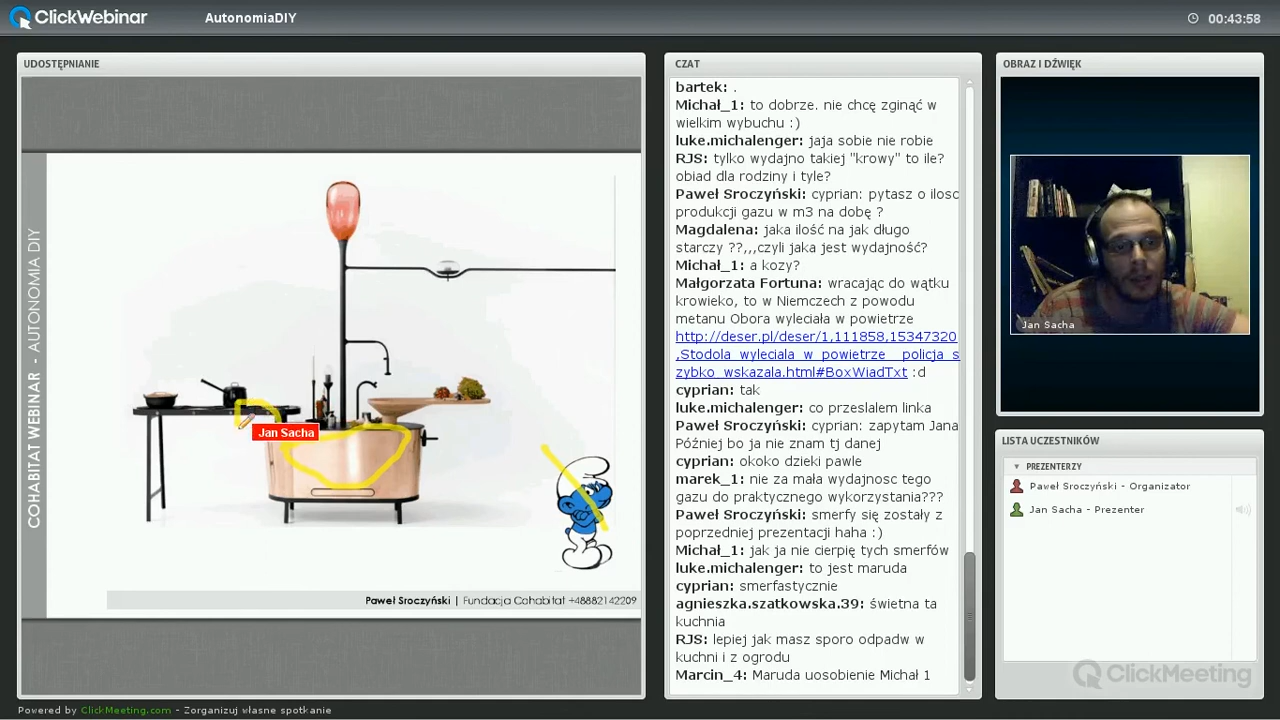 ClickWebinar
AutonomiaDIY
00:43:58
UDOSTĘPNIANIE
COHABITAT WEBINAR - AUTONOMIA DIY
Jan Sacha
Paweł Sroczyński | Fundacja Cohabitat +48882142209
CZAT
bartek: .
Michał_1: to dobrze. nie chcę zginąć w
wielkim wybuchu :)
luke.michalenger: jaja sobie nie robie
RJS: tylko wydajno takiej "krowy" to ile?
obiad dla rodziny i tyle?
Paweł Sroczyński: cyprian: pytasz o ilosc
produkcji gazu w m3 na dobę ?
Magdalena: jaka ilość na jak długo
starczy ??,,,czyli jaka jest wydajność?
Michał_1: a kozy?
Małgorzata Fortuna: wracając do wątku
krowieko, to w Niemczech z powodu
metanu Obora wyleciała w powietrze
http://deser.pl/deser/1,111858,15347320
,Stodola_wyleciala_w_powietrze__policja_s
zybko_wskazala.html#BoxWiadTxt :d
cyprian: tak
luke.michalenger: co przeslalem linka
Paweł Sroczyński: cyprian: zapytam Jana
Później bo ja nie znam tj danej
cyprian: okoko dzieki pawle
marek_1: nie za mała wydajnosc tego
gazu do praktycznego wykorzystania???
Paweł Sroczyński: smerfy się zostały z
poprzedniej prezentacji haha :)
Michał_1: jak ja nie cierpię tych smerfów
luke.michalenger: to jest maruda
cyprian: smerfastycznie
agnieszka.szatkowska.39: świetna ta
kuchnia
RJS: lepiej jak masz sporo odpadw w
kuchni i z ogrodu
Marcin_4: Maruda uosobienie Michał 1
OBRAZ I DŹWIĘK
Jan Sacha
LISTA UCZESTNIKÓW
PREZENTERZY
Paweł Sroczyński - Organizator
Jan Sacha - Prezenter
ClickMeeting
Powered by ClickMeeting.com - Zorganizuj własne spotkanie